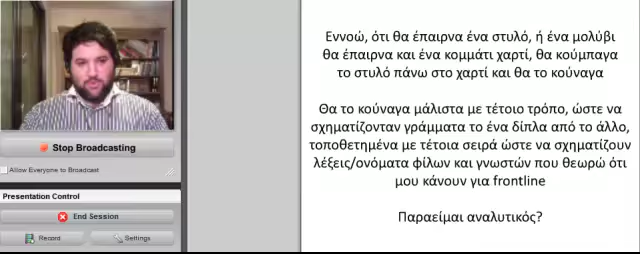 Stop Broadcasting
Allow Everyone to Broadcast
Presentation Control
End Session
Record
Settings
Εννοώ, ότι θα έπαιρνα ένα στυλό, ή ένα μολύβι
θα έπαιρνα και ένα κομμάτι χαρτί, θα κούμπαγα
το στυλό πάνω στο χαρτί και θα το κούναγα
Θα το κούναγα μάλιστα με τέτοιο τρόπο, ώστε να
σχηματίζονταν γράμματα το ένα δίπλα από το άλλο,
τοποθετημένα με τέτοια σειρά ώστε να σχηματίζουν
λέξεις/ονόματα φίλων και γνωστών που θεωρώ ότι
μου κάνουν για frontline
Παραείμαι αναλυτικός?